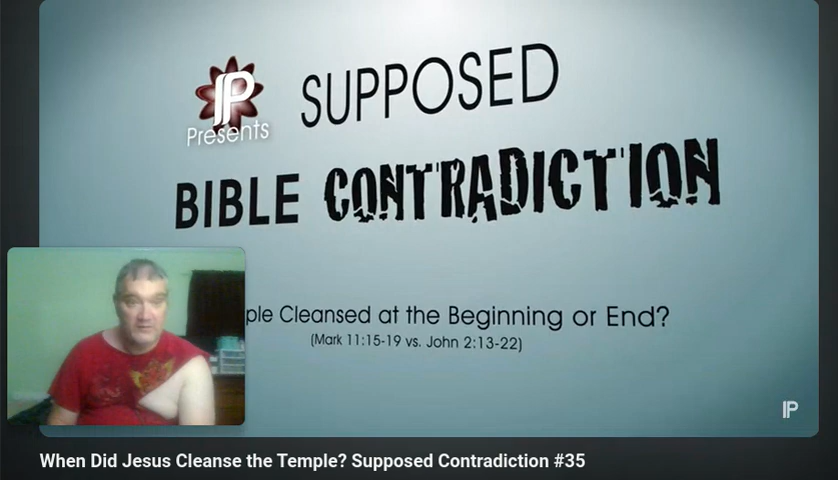 IP
Presents
SUPPOSED
BIBLE CONTRADICTION
ple Cleansed at the Beginning or End?
(Mark 11:15-19 vs. John 2:13-22)
IP
When Did Jesus Cleanse the Temple? Supposed Contradiction #35